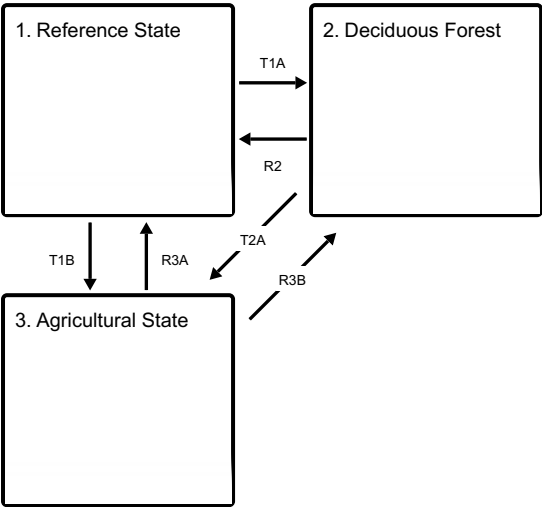 1. Reference State
2. Deciduous Forest
T1A
R2
T2A
T1B
R3A
R3B
3. Agricultural State